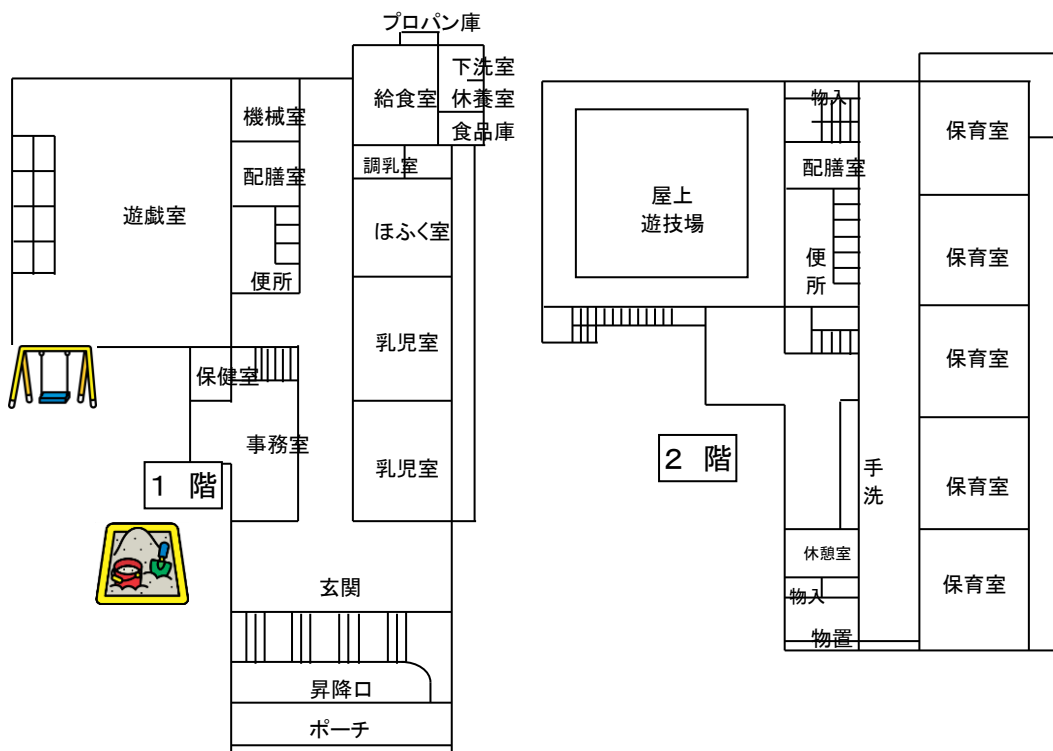 プロパン庫
下洗室
給食室
休養室
食品庫
機械室
調乳室
配膳室
遊戯室
ほふく室
便所
乳児室
保健室
事務室
乳児室
1 階
玄関
昇降口
ポーチ
物入
保育室
配膳室
屋上
遊技場
便所
保育室
保育室
2 階
手洗
保育室
休憩室
物入
保育室
物置